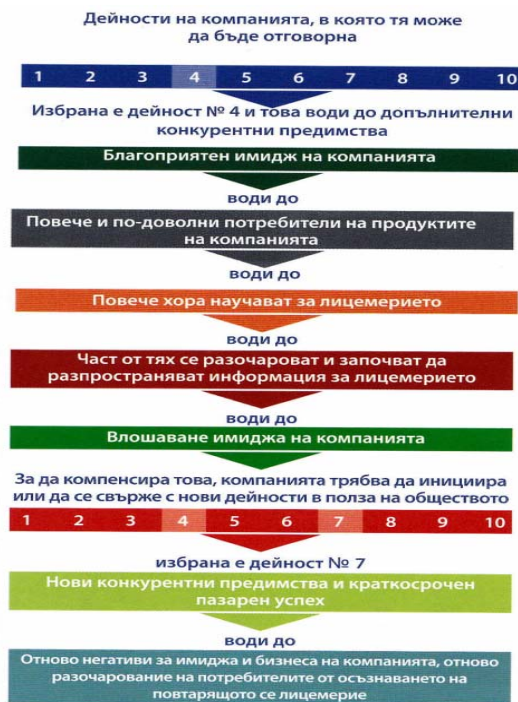 Дейности на компанията, в която тя може
да бъде отговорна
1 2 3 4 5 6 7 8 9 10
Избрана е дейност № 4 и това води до допълнителни
конкурентни предимства
Благоприятен имидж на компанията
води до
Повече и по-доволни потребители на продуктите
на компанията
води до
Повече хора научават за лицемерието
води до
Част от тях се разочароват и започват да
разпространяват информация за лицемерието
води до
Влошаване имиджа на компанията
За да компенсира това, компанията трябва да инициира
или да се свърже с нови дейности в полза на обществото
1 2 3 4 5 6 7 8 9 10
избрана е дейност № 7
Нови конкурентни предимства и краткосрочен
пазарен успех
води до
Отново негативи за имиджа и бизнеса на компанията, отново
разочарование на потребителите от осъзнаването на
повтарящото се лицемерие